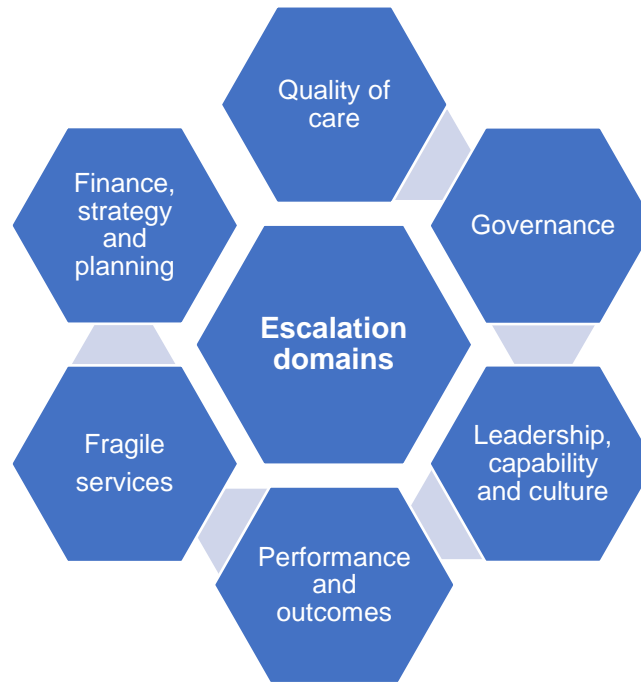 Quality of
care
Governance
Leadership,
capability
and culture
Performance
and
outcomes
Fragile
services
Finance,
strategy
and
planning
Escalation
domains